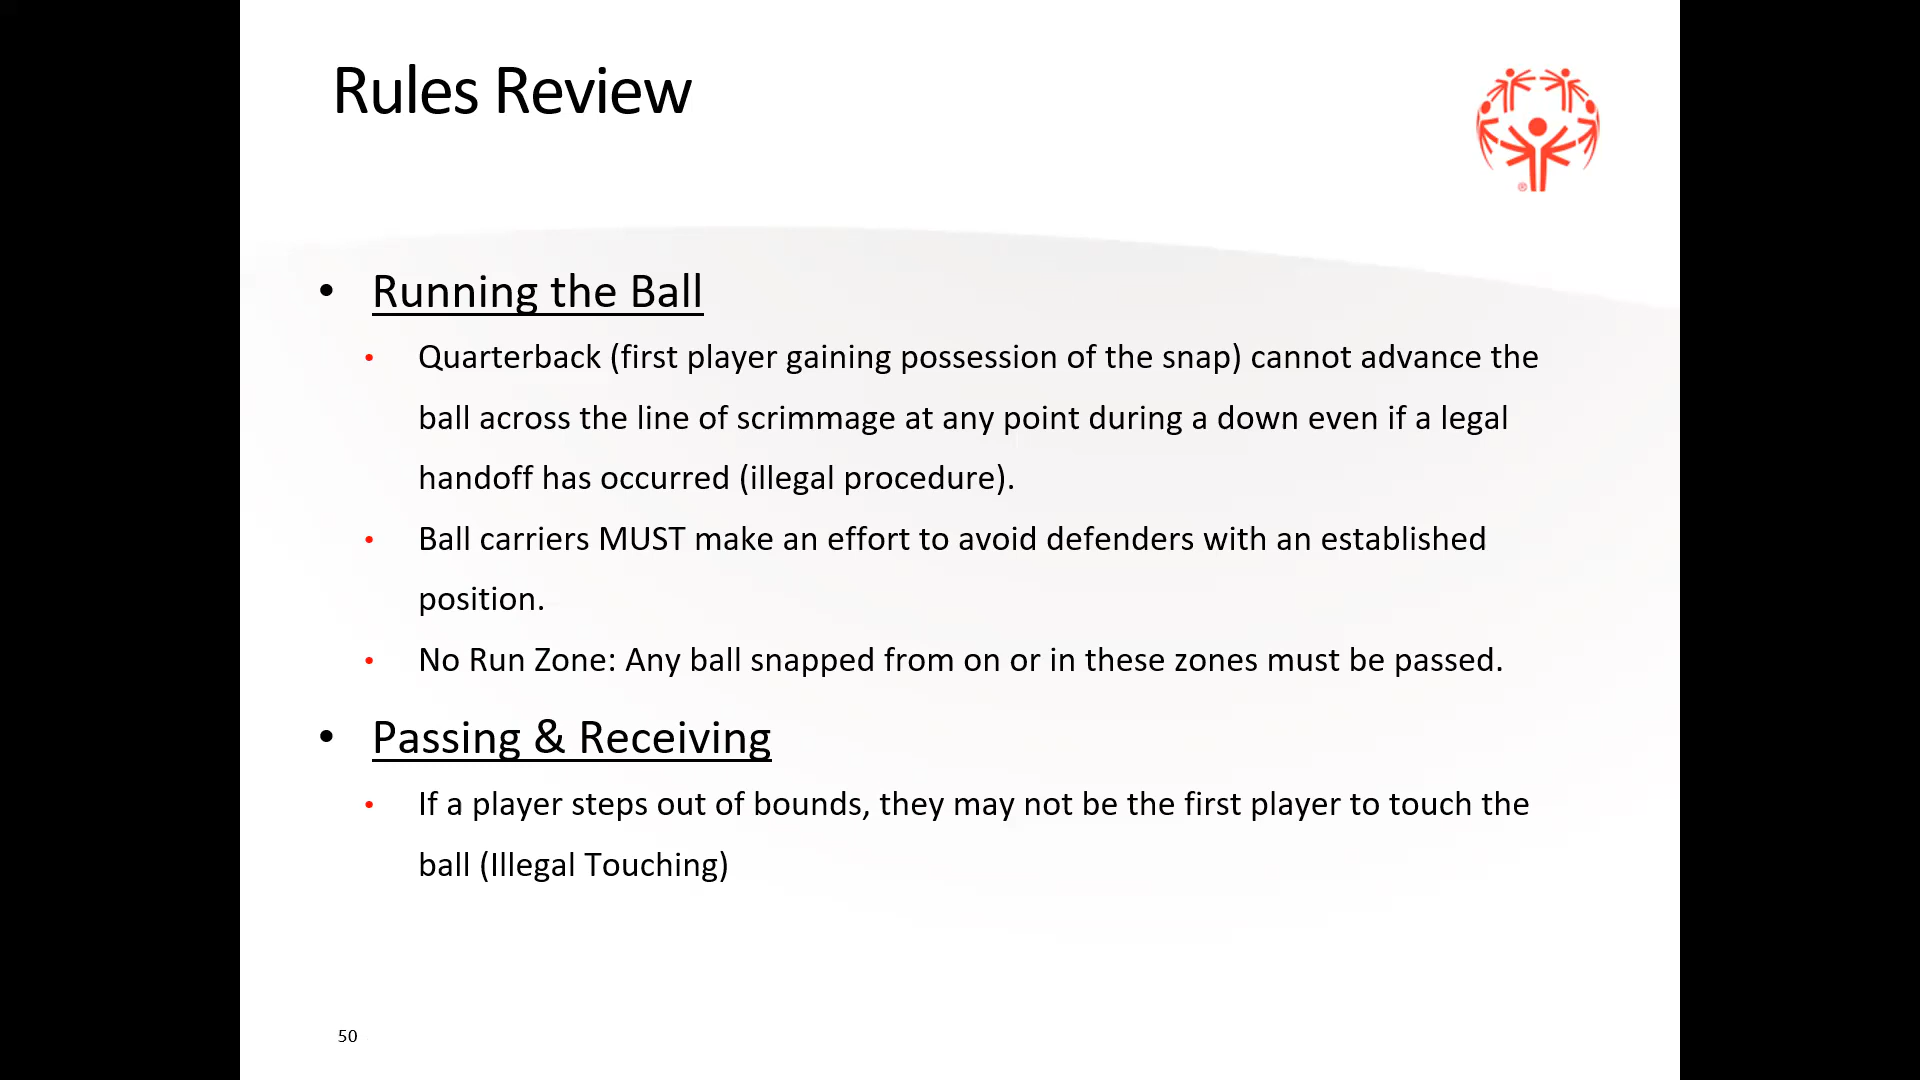 Rules Review
®
• Running the Ball
• Quarterback (first player gaining possession of the snap) cannot advance the
ball across the line of scrimmage at any point during a down even if a legal
handoff has occurred (illegal procedure).
• Ball carriers MUST make an effort to avoid defenders with an established
position.
• No Run Zone: Any ball snapped from on or in these zones must be passed.
• Passing & Receiving
• If a player steps out of bounds, they may not be the first player to touch the
ball (Illegal Touching)
50